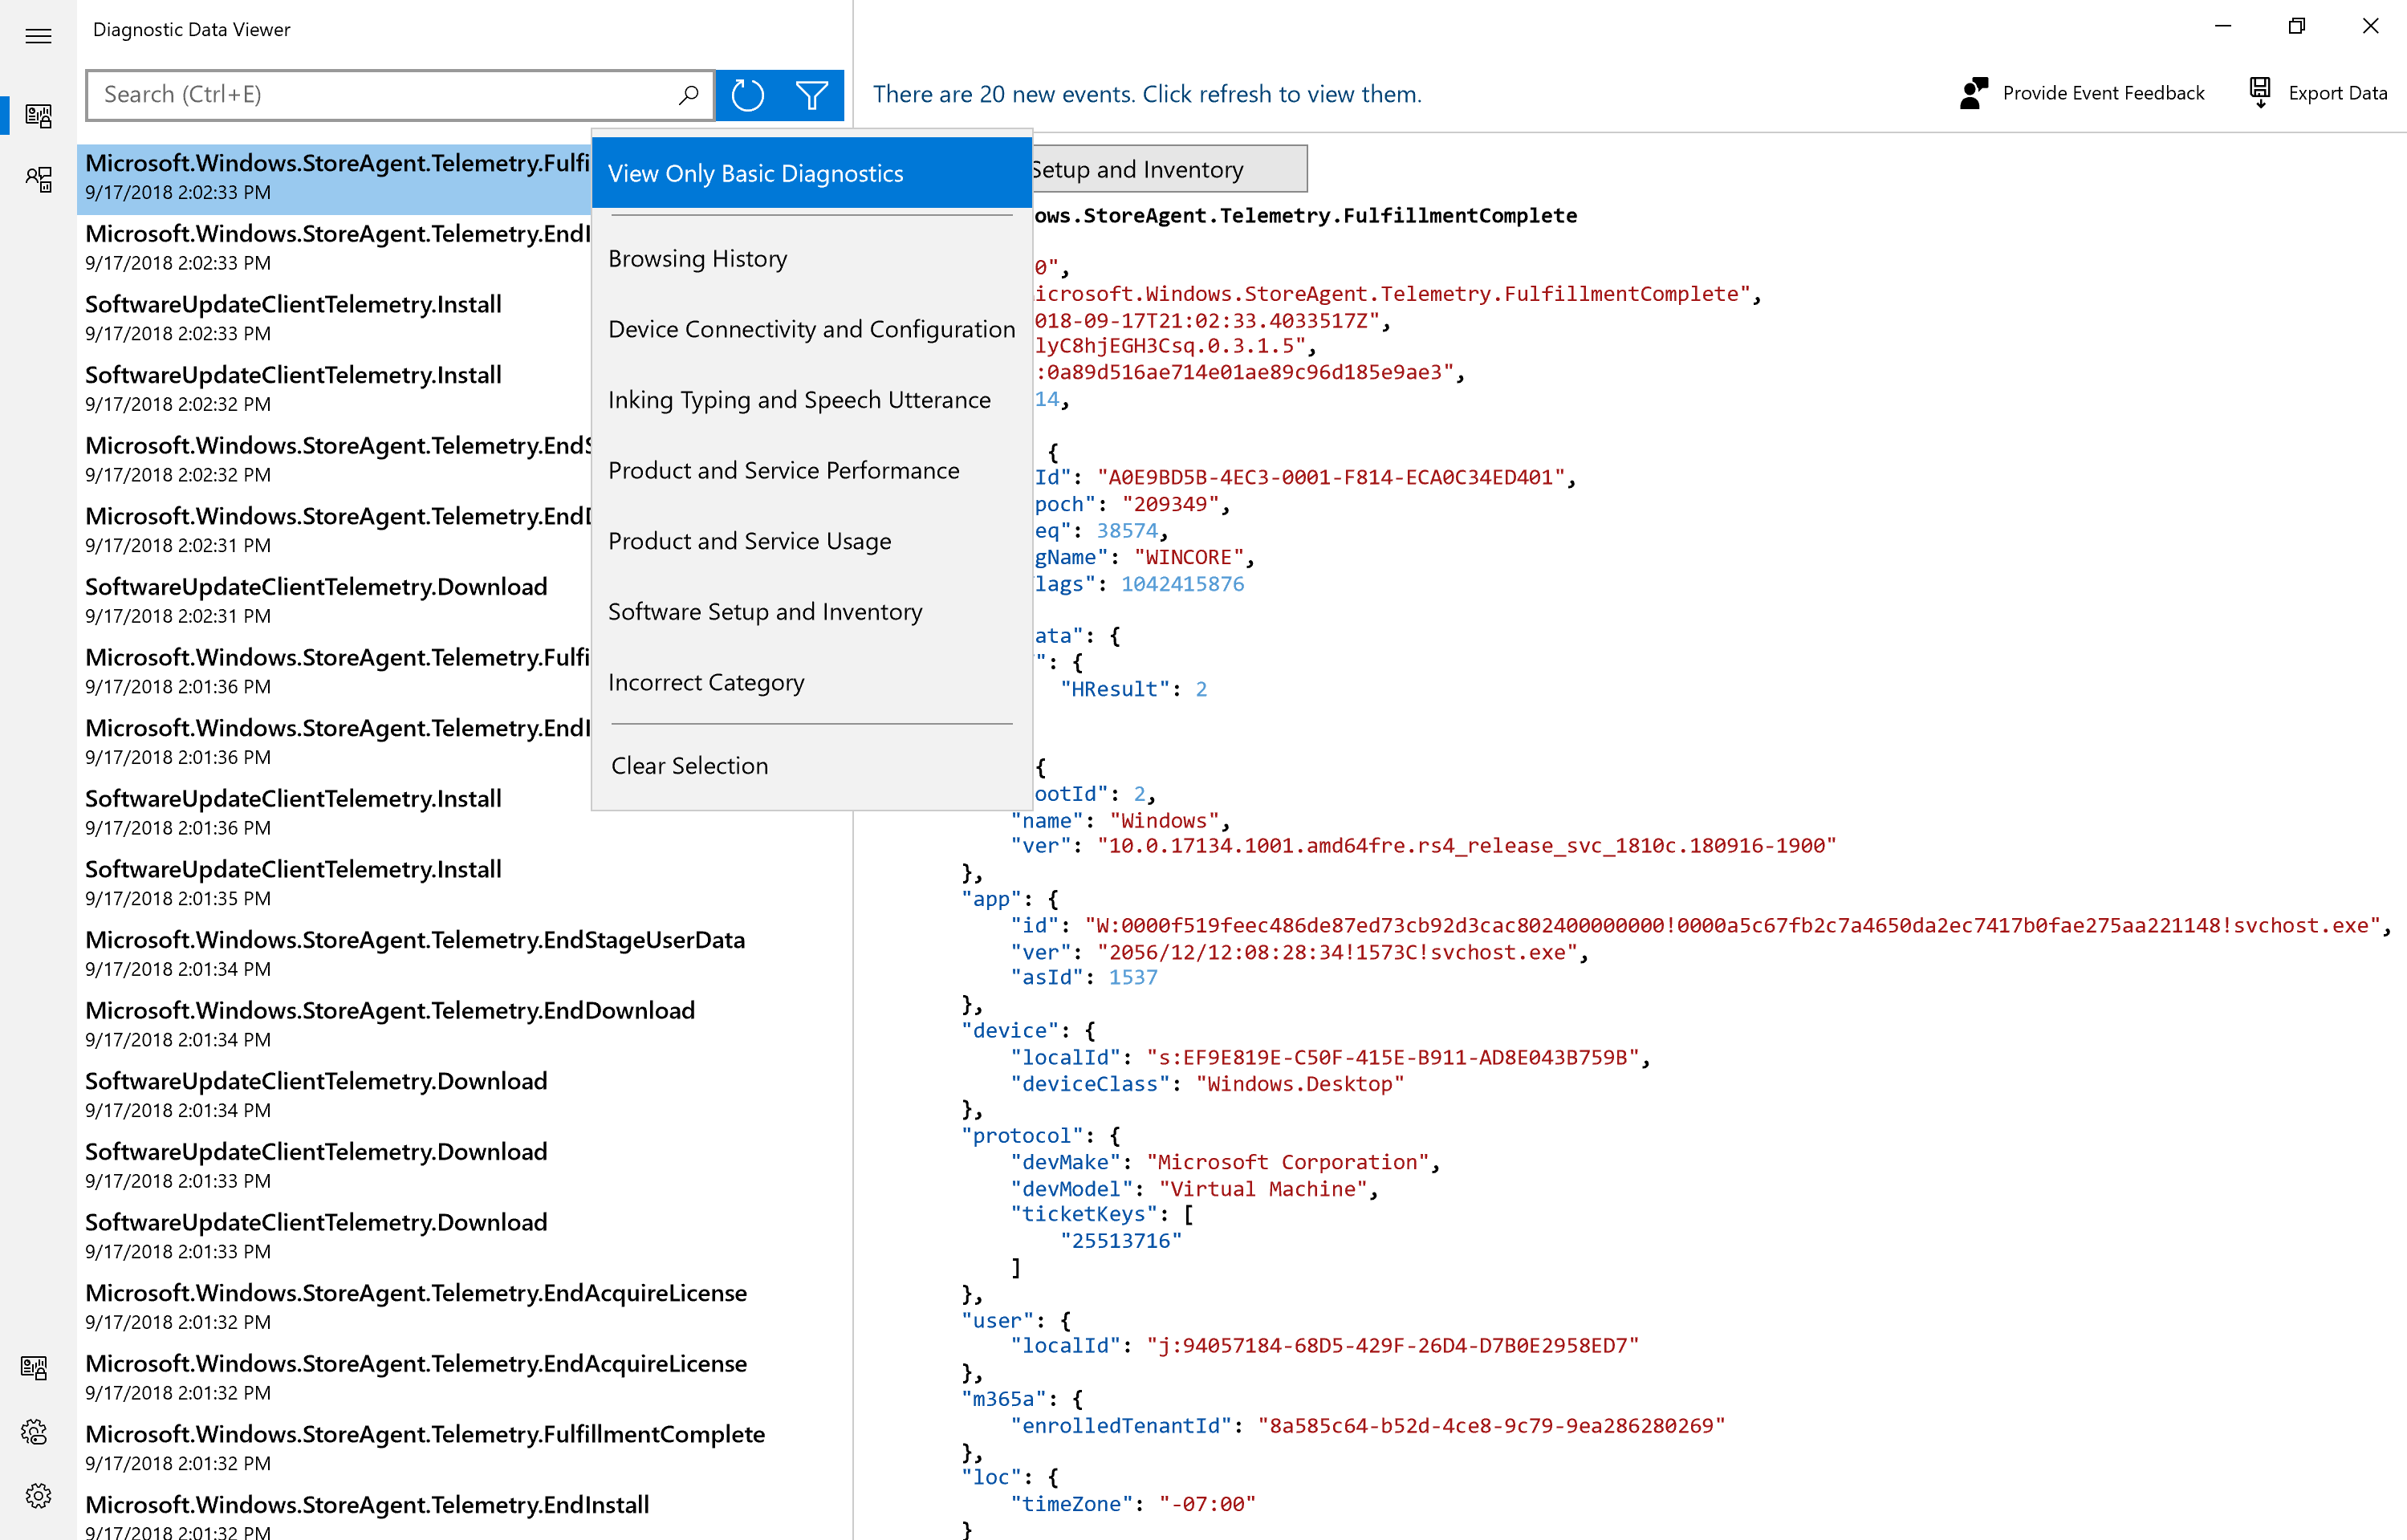 Diagnostic Data Viewer
Search (Ctrl+E)
There are 20 new events. Click refresh to view them.
Provide Event Feedback
Export Data
Microsoft.Windows.StoreAgent.Telemetry.Fulfi
9/17/2018 2:02:33 PM
Microsoft.Windows.StoreAgent.Telemetry.EndI
9/17/2018 2:02:33 PM
SoftwareUpdateClientTelemetry.Install
9/17/2018 2:02:33 PM
SoftwareUpdateClientTelemetry.Install
9/17/2018 2:02:32 PM
Microsoft.Windows.StoreAgent.Telemetry.EndS
9/17/2018 2:02:32 PM
Microsoft.Windows.StoreAgent.Telemetry.EndD
9/17/2018 2:02:31 PM
SoftwareUpdateClientTelemetry.Download
9/17/2018 2:02:31 PM
Microsoft.Windows.StoreAgent.Telemetry.Fulfi
9/17/2018 2:01:36 PM
Microsoft.Windows.StoreAgent.Telemetry.EndI
9/17/2018 2:01:36 PM
SoftwareUpdateClientTelemetry.Install
9/17/2018 2:01:36 PM
SoftwareUpdateClientTelemetry.Install
9/17/2018 2:01:35 PM
Microsoft.Windows.StoreAgent.Telemetry.EndStageUserData
9/17/2018 2:01:34 PM
Microsoft.Windows.StoreAgent.Telemetry.EndDownload
9/17/2018 2:01:34 PM
SoftwareUpdateClientTelemetry.Download
9/17/2018 2:01:34 PM
SoftwareUpdateClientTelemetry.Download
9/17/2018 2:01:33 PM
SoftwareUpdateClientTelemetry.Download
9/17/2018 2:01:33 PM
Microsoft.Windows.StoreAgent.Telemetry.EndAcquireLicense
9/17/2018 2:01:32 PM
Microsoft.Windows.StoreAgent.Telemetry.EndAcquireLicense
9/17/2018 2:01:32 PM
Microsoft.Windows.StoreAgent.Telemetry.FulfillmentComplete
9/17/2018 2:01:32 PM
Microsoft.Windows.StoreAgent.Telemetry.EndInstall
9/17/2018 2:01:32 PM
View Only Basic Diagnostics
Browsing History
Device Connectivity and Configuration
Inking Typing and Speech Utterance
Product and Service Performance
Product and Service Usage
Software Setup and Inventory
Incorrect Category
Clear Selection
Setup and Inventory
ows.StoreAgent.Telemetry.FulfillmentComplete
0",
icrosoft.Windows.StoreAgent.Telemetry.FulfillmentComplete",
018-09-17T21:02:33.4033517Z",
lyC8hjEGH3Csq.0.3.1.5",
:0a89d516ae714e01ae89c96d185e9ae3",
14,
{
Id": "A0E9BD5B-4EC3-0001-F814-ECA0C34ED401",
poch": "209349",
eq": 38574,
gName": "WINCORE",
lags": 1042415876
ata": {
": {
"HResult": 2
{
ootId": 2,
"name": "Windows",
"ver": "10.0.17134.1001.amd64fre.rs4_release_svc_1810c.180916-1900"
},
"app": {
"id": "W:0000f519feec486de87ed73cb92d3cac802400000000!0000a5c67fb2c7a4650da2ec7417b0fae275aa221148!svchost.exe",
"ver": "2056/12/12:08:28:34!1573C!svchost.exe",
"asId": 1537
},
"device": {
"localId": "s:EF9E819E-C50F-415E-B911-AD8E043B759B",
"deviceClass": "Windows.Desktop"
},
"protocol": {
"devMake": "Microsoft Corporation",
"devModel": "Virtual Machine",
"ticketKeys": [
"25513716"
]
},
"user": {
"localId": "j:94057184-68D5-429F-26D4-D7B0E2958ED7"
},
"m365a": {
"enrolledTenantId": "8a585c64-b52d-4ce8-9c79-9ea286280269"
},
"loc": {
"timeZone": "-07:00"
}